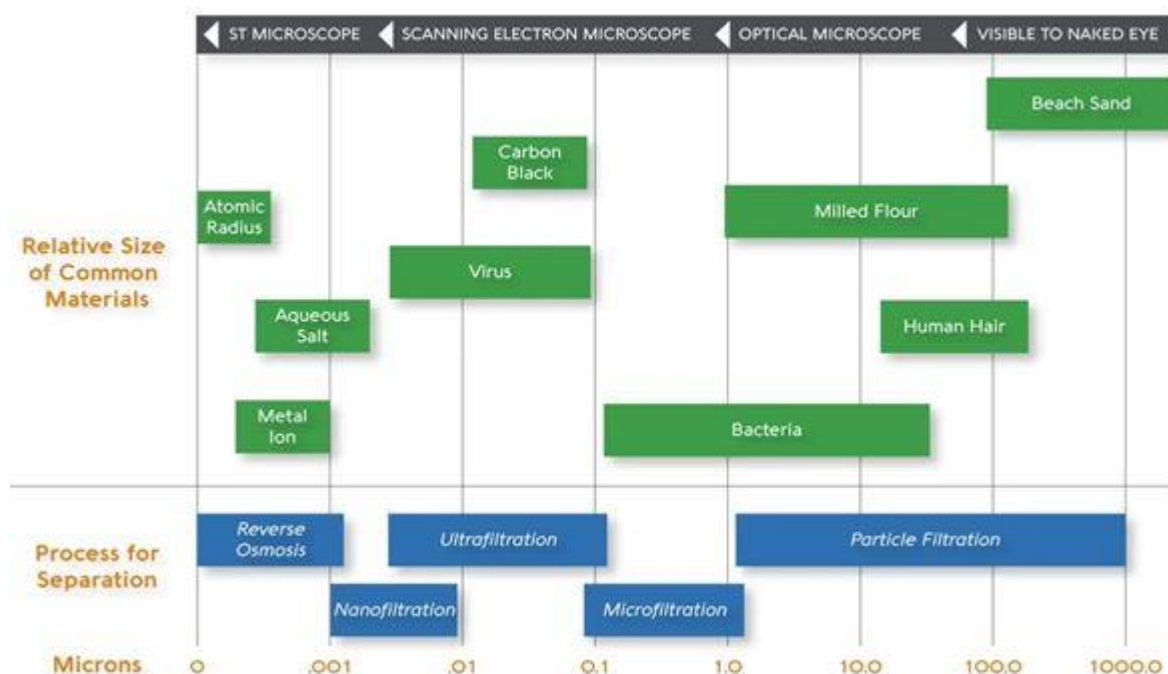 ST MICROSCOPE
SCANNING ELECTRON MICROSCOPE
OPTICAL MICROSCOPE
VISIBLE TO NAKED EYE
Beach Sand
Carbon
Black
Atomic
Radius
Milled Flour
Relative Size
of Common
Materials
Virus
Aqueous
Salt
Human Hair
Metal
Ion
Bacteria
Process for
Separation
Reverse
Osmosis
Ultrafiltration
Particle Filtration
Nanofiltration
Microfiltration
Microns
0
.001
.01
0.1
1.0
10.0
100.0
1000.0